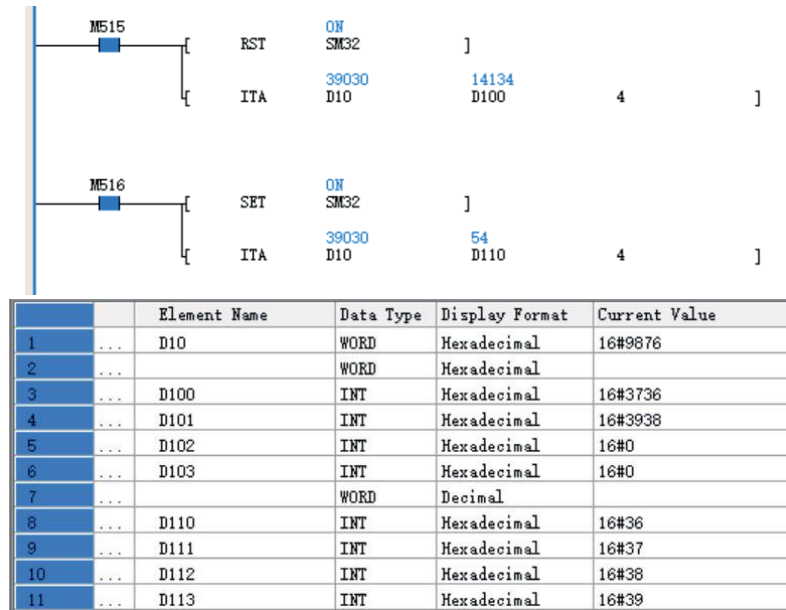 M515 ON
[ RST SM32 ]
39030 14134
[ ITA D10 D100 4 ]
M516 ON
[ SET SM32 ]
39030 54
[ ITA D10 D110 4 ]
Element Name Data Type Display Format Current Value
1 ... D10 WORD Hexadecimal 16#9876
2 ... WORD Hexadecimal
3 ... D100 INT Hexadecimal 16#3736
4 ... D101 INT Hexadecimal 16#3938
5 ... D102 INT Hexadecimal 16#0
6 ... D103 INT Hexadecimal 16#0
7 ... WORD Decimal
8 ... D110 INT Hexadecimal 16#36
9 ... D111 INT Hexadecimal 16#37
10 ... D112 INT Hexadecimal 16#38
11 ... D113 INT Hexadecimal 16#39